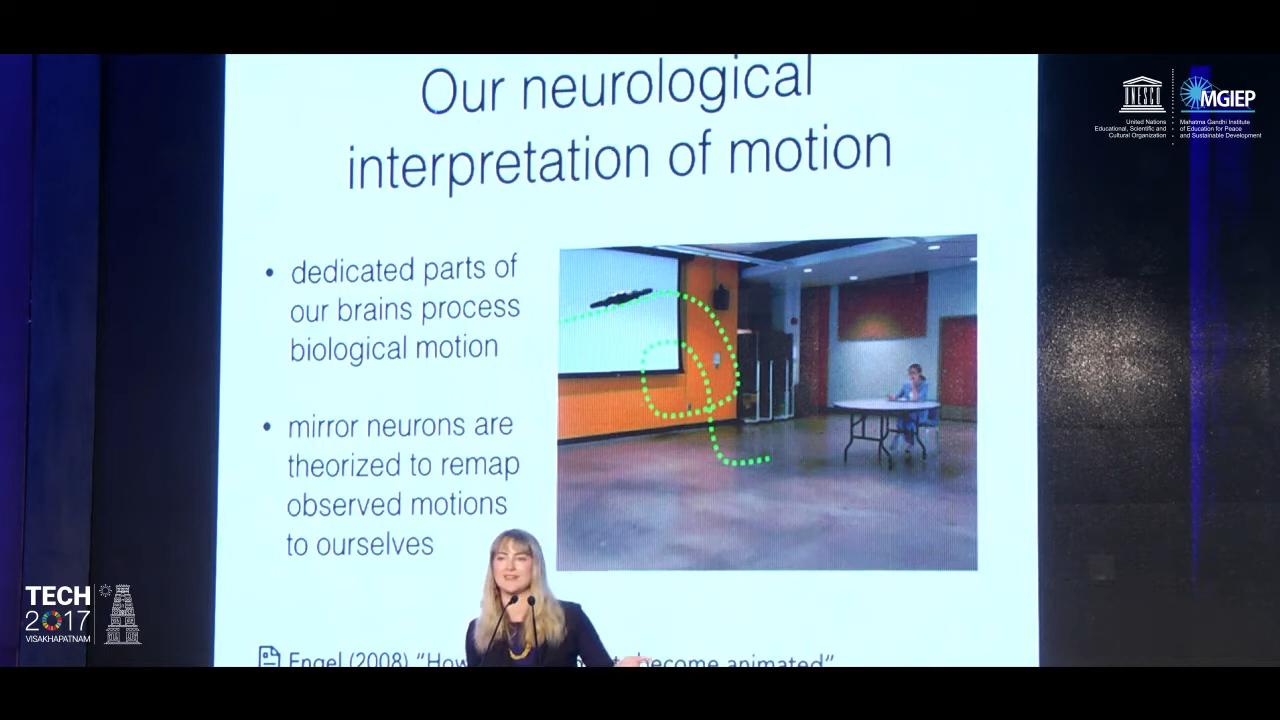 Our neurological
interpretation of motion
• dedicated parts of
our brains process
biological motion
• mirror neurons are
theorized to remap
observed motions
to ourselves
Engel (2008) “How become animated”
UNESCO
United Nations
Educational, Scientific and
Cultural Organization
MGIEP
Mahatma Gandhi Institute
of Education for Peace
and Sustainable Development
TECH
2017
VISAKHAPATNAM